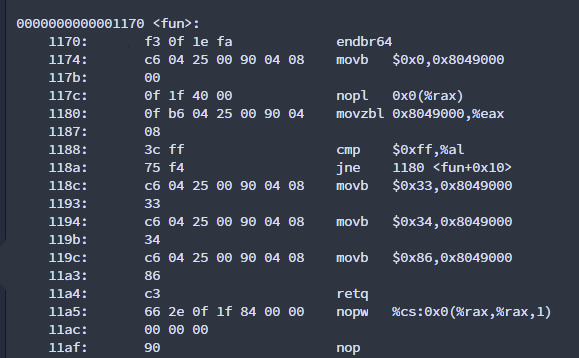 0000000000001170 <fun>:
1170: f3 0f 1e fa endbr64
1174: c6 04 25 00 90 04 08 movb $0x0,0x8049000
117b: 00
117c: 0f 1f 40 00 nopl 0x0(%rax)
1180: 0f b6 04 25 00 90 04 movzbl 0x8049000,%eax
1187: 08
1188: 3c ff cmp $0xff,%al
118a: 75 f4 jne 1180 <fun+0x10>
118c: c6 04 25 00 90 04 08 movb $0x33,0x8049000
1193: 33
1194: c6 04 25 00 90 04 08 movb $0x34,0x8049000
119b: 34
119c: c6 04 25 00 90 04 08 movb $0x86,0x8049000
11a3: 86
11a4: c3 retq
11a5: 66 2e 0f 1f 84 00 00 nopw %cs:0x0(%rax,%rax,1)
11ac: 00 00 00
11af: 90 nop